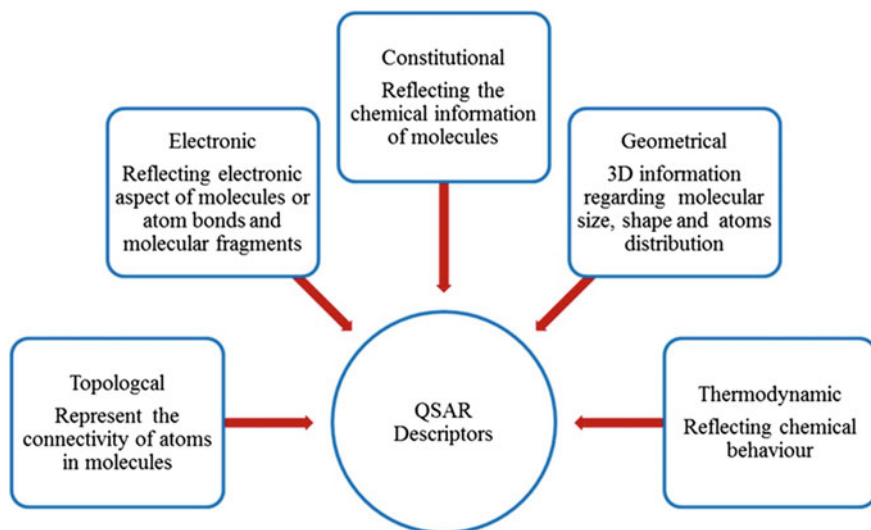 Constitutional
Reflecting the
chemical information
of molecules
Electronic
Reflecting electronic
aspect of molecules or
atom bonds and
molecular fragments
Geometrical
3D information
regarding molecular
size, shape and atoms
distribution
Topologcal
Represent the
connectivity of atoms
in molecules
QSAR
Descriptors
Thermodynamic
Reflecting chemical
behaviour